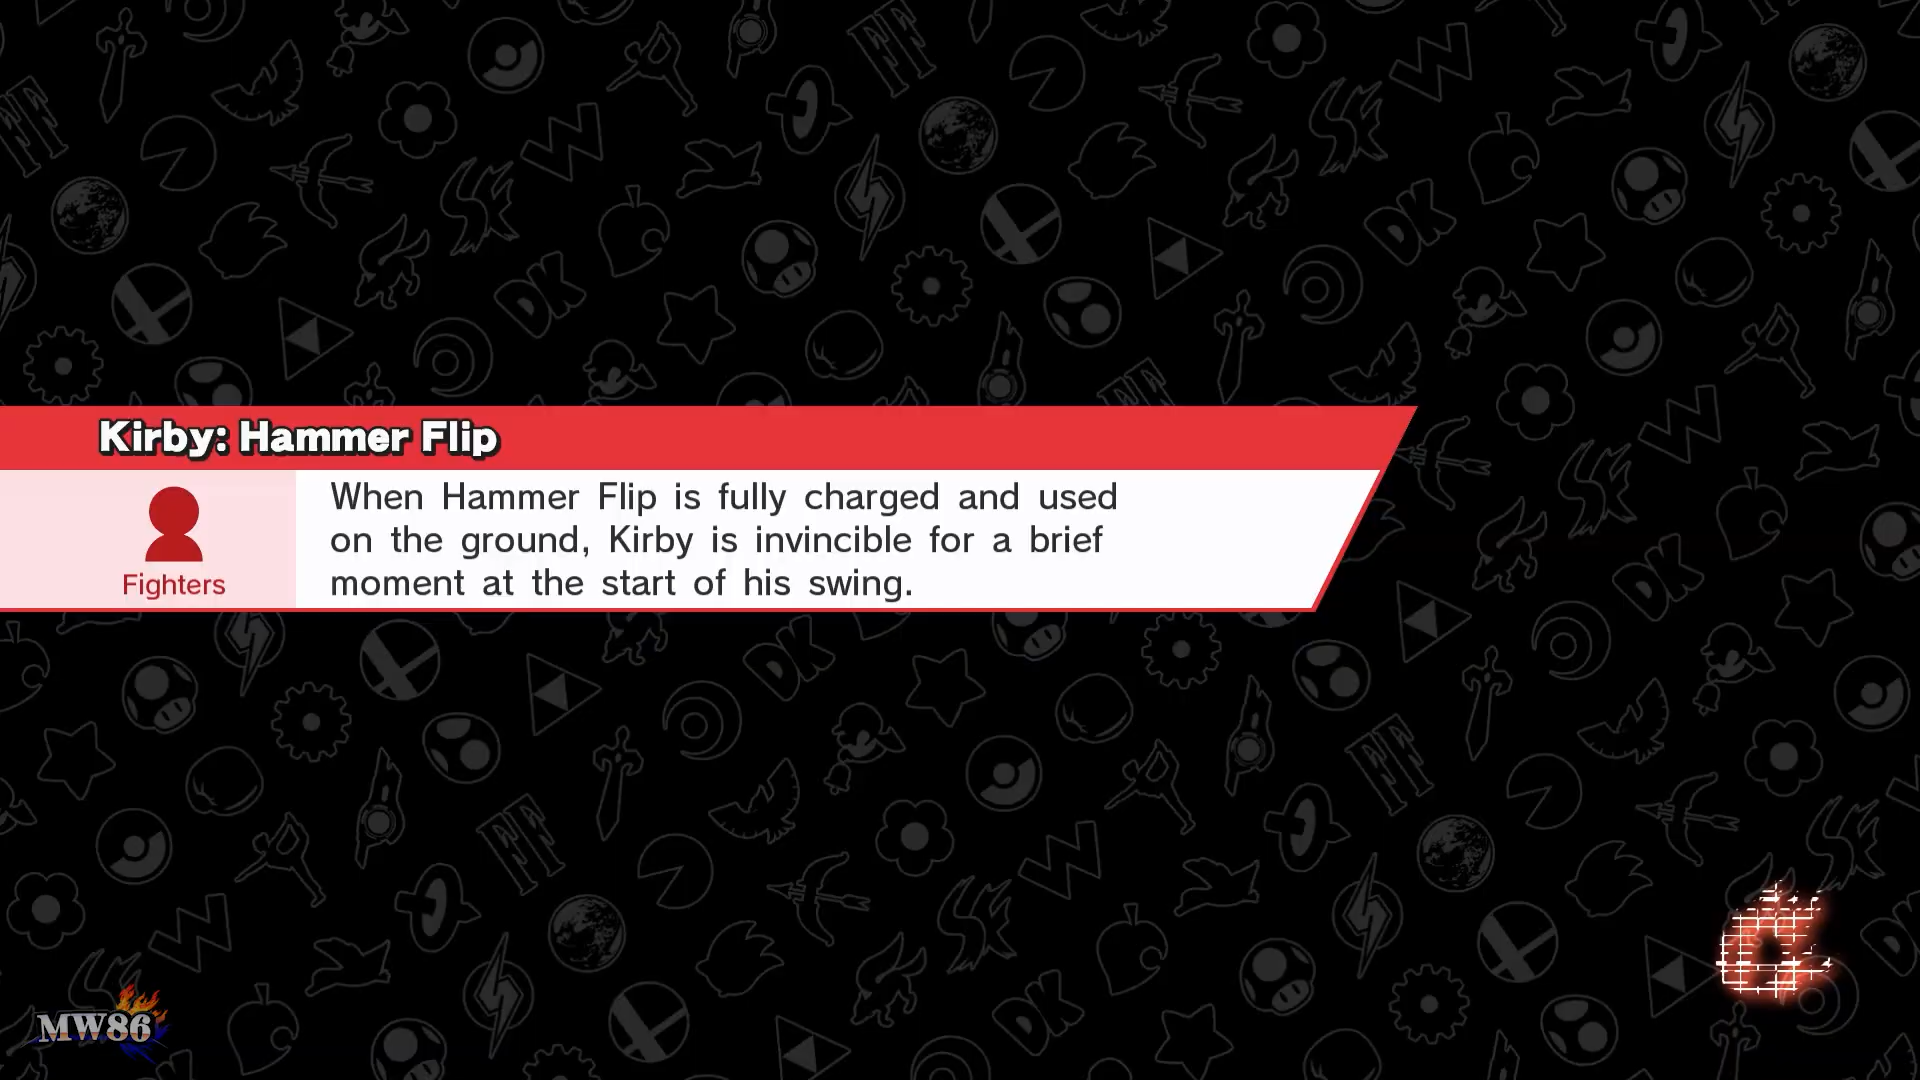 Kirby: Hammer Flip
Fighters
When Hammer Flip is fully charged and used
on the ground, Kirby is invincible for a brief
moment at the start of his swing.
MW86